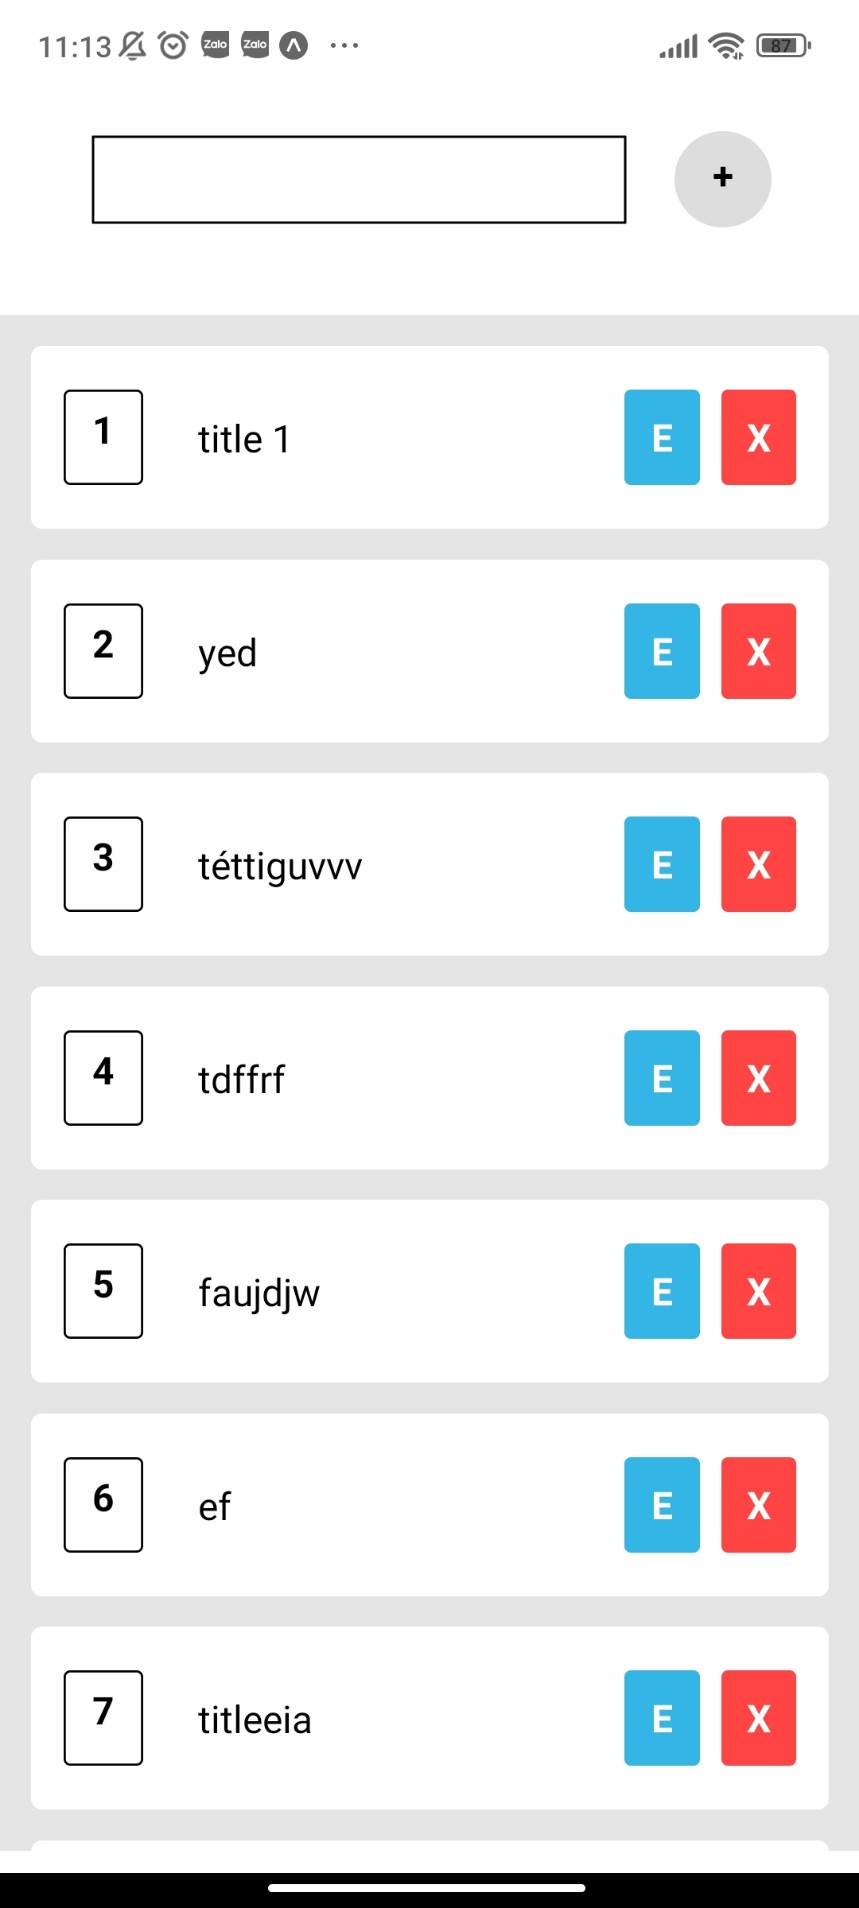 11:13 Zalo Zalo ... 87
+
1 title 1 E X
2 yed E X
3 téttiguvvv E X
4 tdffrf E X
5 faujdjw E X
6 ef E X
7 titleeia E X